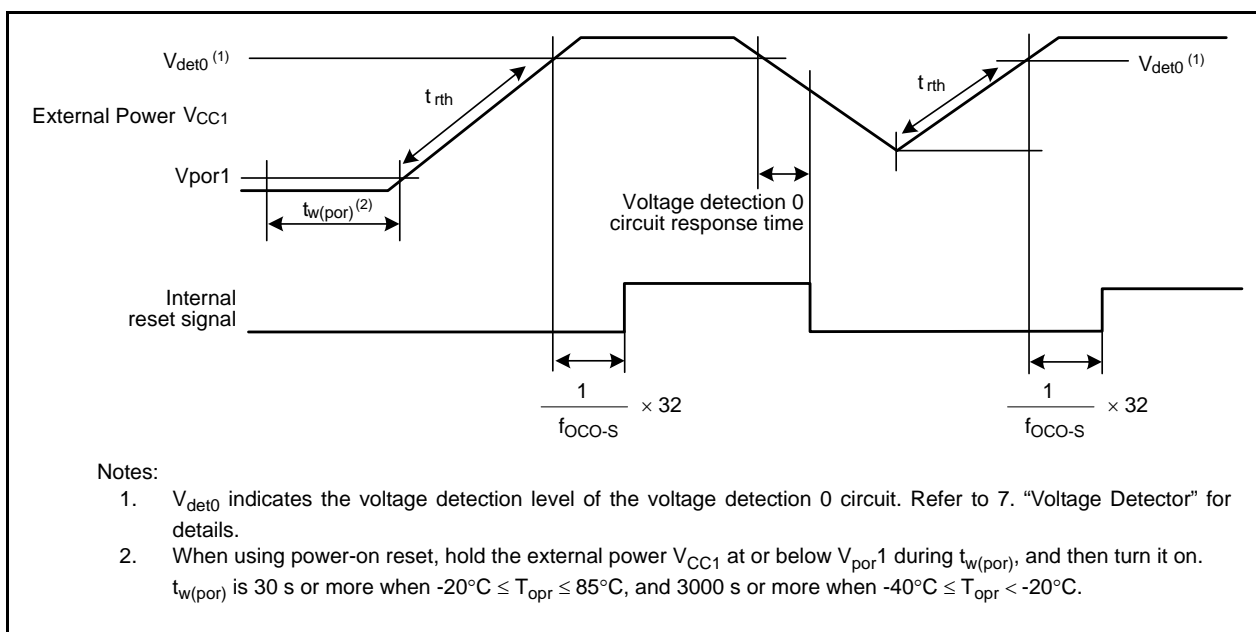 Vdet0 (1)
Vdet0 (1)
t rth
t rth
External Power VCC1
Vpor1
tw(por)(2)
Voltage detection 0
circuit response time
Internal
reset signal
1
fOCO-S
× 32
1
fOCO-S
× 32
Notes:
1. Vdet0 indicates the voltage detection level of the voltage detection 0 circuit. Refer to 7. “Voltage Detector” for
details.
2. When using power-on reset, hold the external power VCC1 at or below Vpor1 during tw(por), and then turn it on.
tw(por) is 30 s or more when -20°C ≤ Topr ≤ 85°C, and 3000 s or more when -40°C ≤ Topr < -20°C.